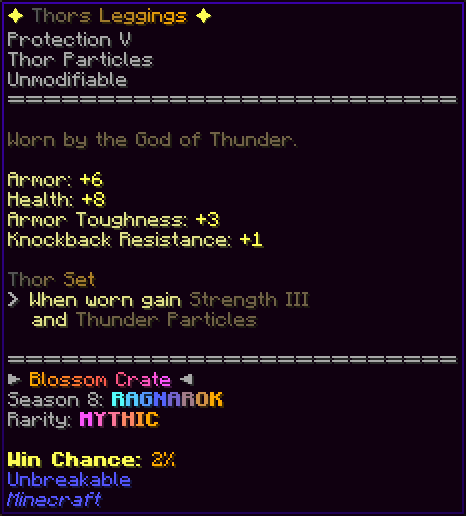 ✦ Thors Leggings ✦
Protection V
Thor Particles
Unmodifiable
====================================
Worn by the God of Thunder.
Armor: +6
Health: +8
Armor Toughness: +3
Knockback Resistance: +1
Thor Set
> When worn gain Strength III
and Thunder Particles
====================================
► Blossom Crate ◄
Season 8: RAGNAROK
Rarity: MYTHIC
Win Chance: 2%
Unbreakable
Minecraft